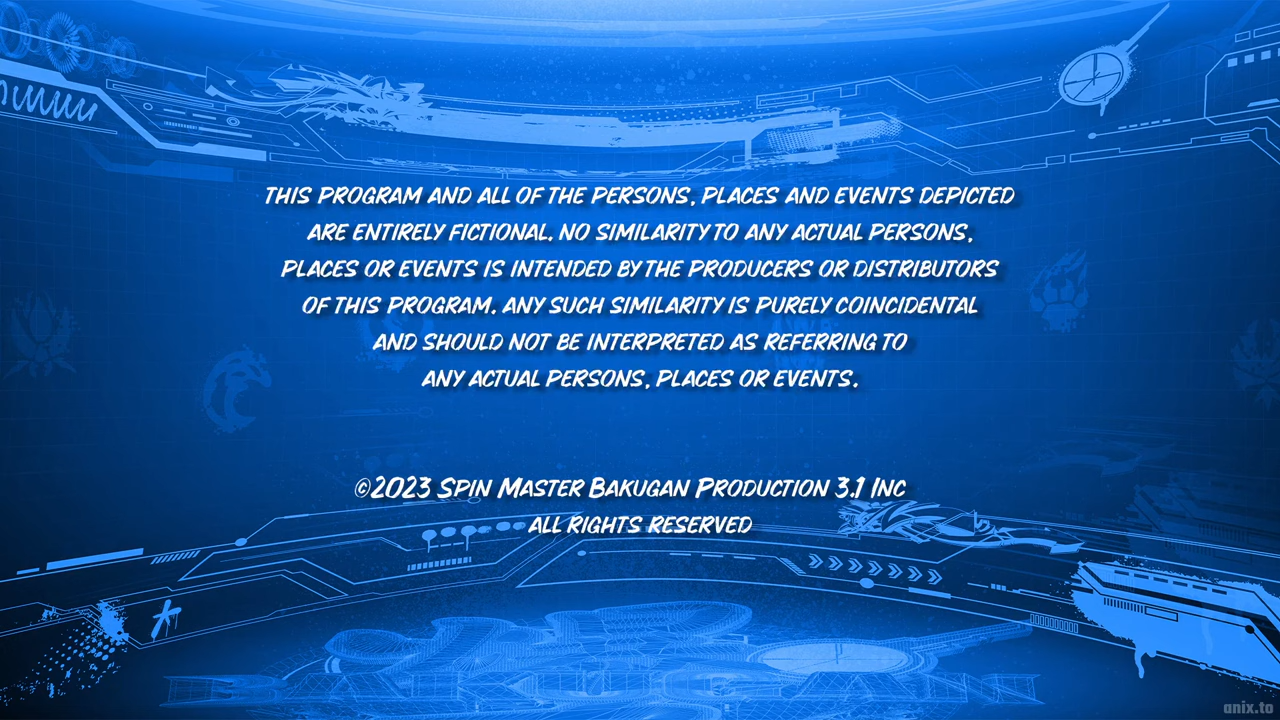 THIS PROGRAM AND ALL OF THE PERSONS, PLACES AND EVENTS DEPICTED
ARE ENTIRELY FICTIONAL. NO SIMILARITY TO ANY ACTUAL PERSONS,
PLACES OR EVENTS IS INTENDED BY THE PRODUCERS OR DISTRIBUTORS
OF THIS PROGRAM. ANY SUCH SIMILARITY IS PURELY COINCIDENTAL
AND SHOULD NOT BE INTERPRETED AS REFERRING TO
ANY ACTUAL PERSONS, PLACES OR EVENTS.
©2023 SPIN MASTER BAKUGAN PRODUCTION 3.1 INC
ALL RIGHTS RESERVED
anix.to